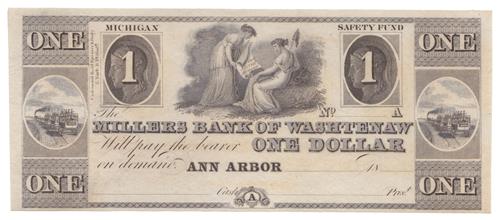 ONE MICHIGAN SAFETY FUND ONE
1 1
The No. A
MILLERS BANK OF WASHTENAW
Will pay the bearer ONE DOLLAR
on demand ANN ARBOR 18
ONE Cash.r A Pres.t ONE